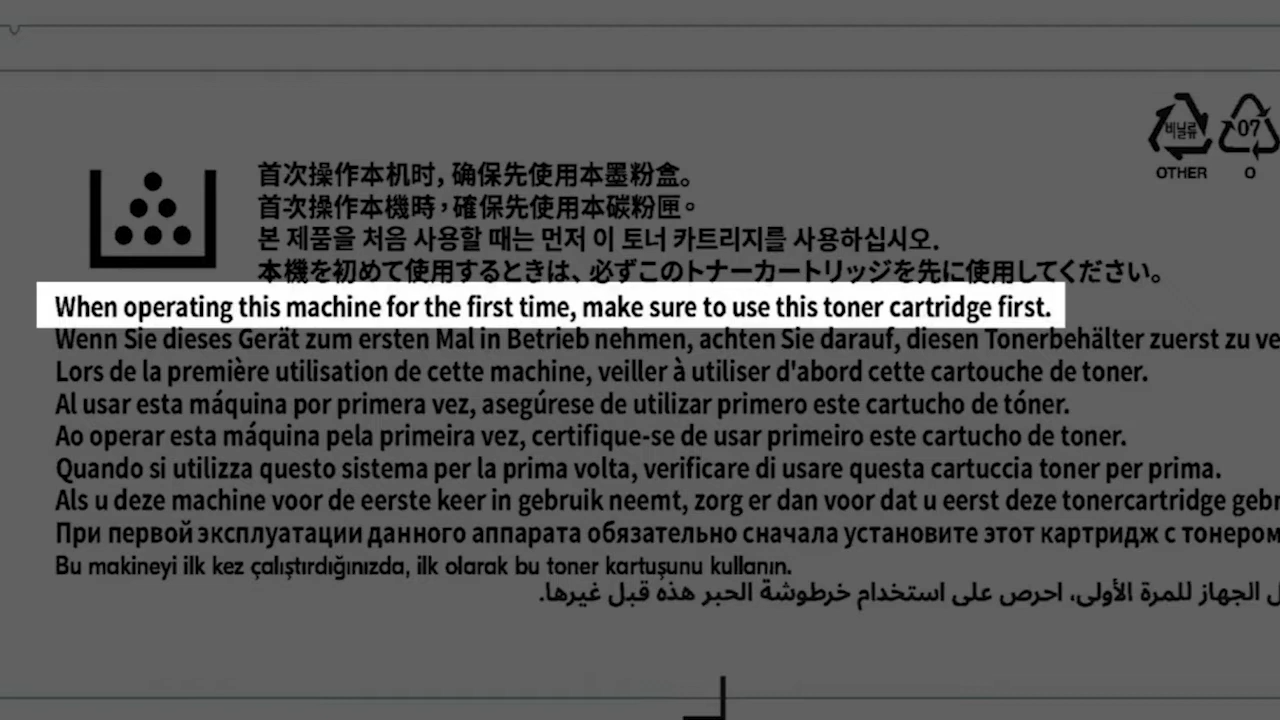 비닐류
OTHER
07
O
首次操作本机时，确保先使用本墨粉盒。
首次操作本機時，確保先使用本碳粉匣。
본 제품을 처음 사용할 때는 먼저 이 토너 카트리지를 사용하십시오.
本機を初めて使用するときは、必ずこのトナーカートリッジを先に使用してください。
When operating this machine for the first time, make sure to use this toner cartridge first.
Wenn Sie dieses Gerät zum ersten Mal in Betrieb nehmen, achten Sie darauf, diesen Tonerbehälter zuerst zu ve
Lors de la première utilisation de cette machine, veiller à utiliser d'abord cette cartouche de toner.
Al usar esta máquina por primera vez, asegúrese de utilizar primero este cartucho de tóner.
Ao operar esta máquina pela primeira vez, certifique-se de usar primeiro este cartucho de toner.
Quando si utilizza questo sistema per la prima volta, verificare di usare questa cartuccia toner per prima.
Als u deze machine voor de eerste keer in gebruik neemt, zorg er dan voor dat u eerst deze tonercartridge geb
При первой эксплуатации данного аппарата обязательно сначала установите этот картридж с тонером
Bu makineyi ilk kez çalıştırdığınızda, ilk olarak bu toner kartuşunu kullanın.
الجهاز للمرة الأولى، احرص على استخدام خرطوشة الحبر هذه قبل غيرها.